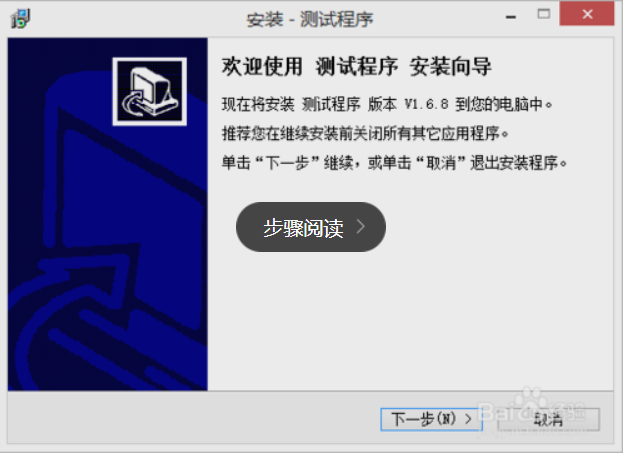 安装 - 测试程序
欢迎使用 测试程序 安装向导
现在将安装 测试程序 版本 V1.6.8 到您的电脑中。
推荐您在继续安装前关闭所有其它应用程序。
单击“下一步”继续，或单击“取消”退出安装程序。
步骤阅读 >
下一步(N) >
取消
Bai 经验